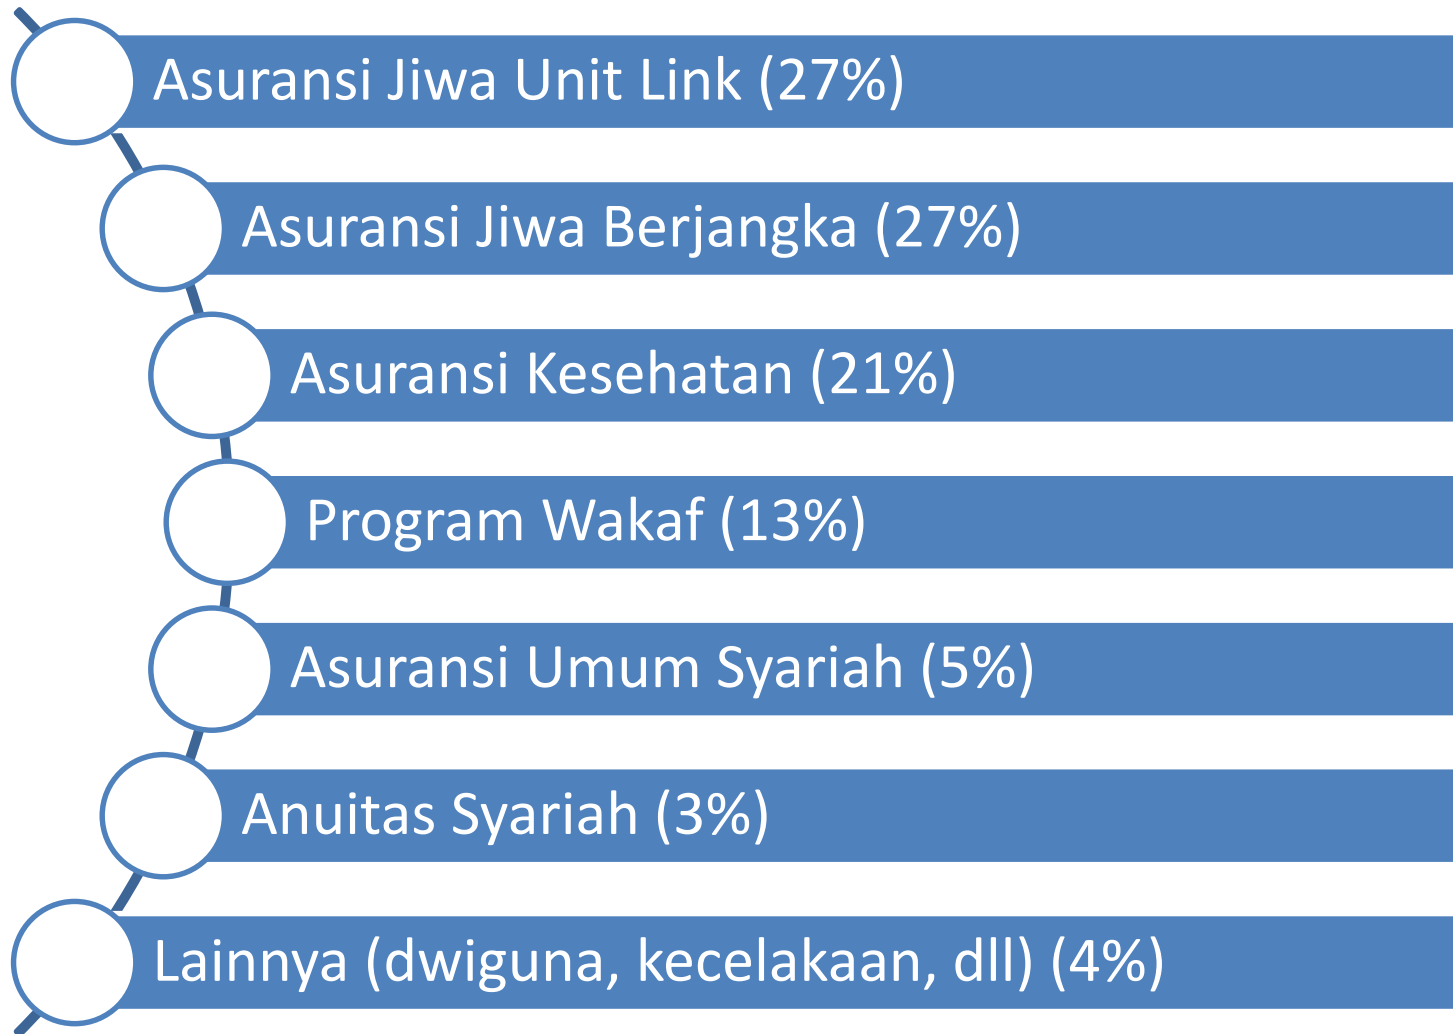 Asuransi Jiwa Unit Link (27%)
Asuransi Jiwa Berjangka (27%)
Asuransi Kesehatan (21%)
Program Wakaf (13%)
Asuransi Umum Syariah (5%)
Anuitas Syariah (3%)
Lainnya (dwiguna, kecelakaan, dll) (4%)